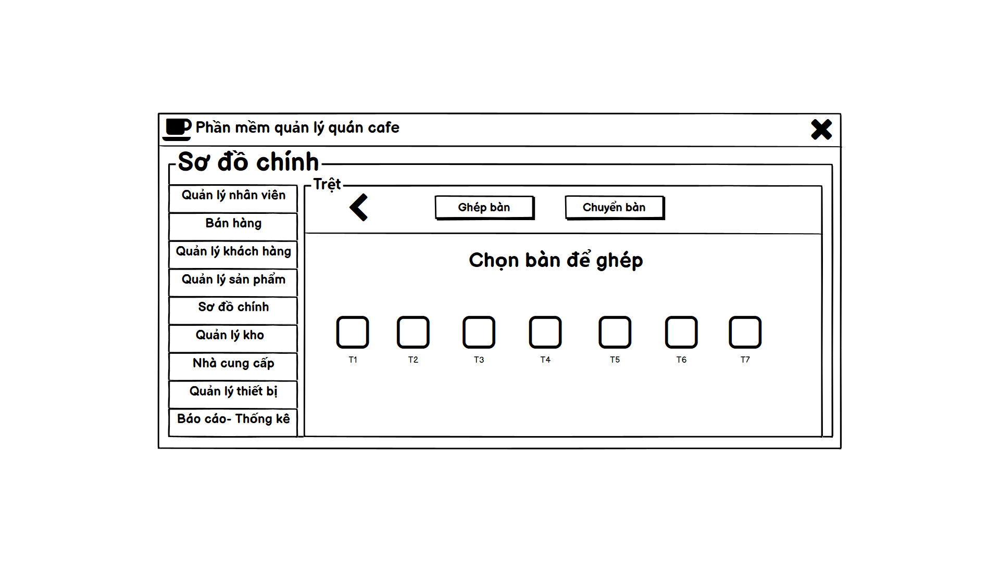 Phần mềm quản lý quán cafe
Sơ đồ chính
Quản lý nhân viên
Bán hàng
Quản lý khách hàng
Quản lý sản phẩm
Sơ đồ chính
Quản lý kho
Nhà cung cấp
Quản lý thiết bị
Báo cáo- Thống kê
Trệt
Ghép bàn
Chuyển bàn
Chọn bàn để ghép
T1
T2
T3
T4
T5
T6
T7